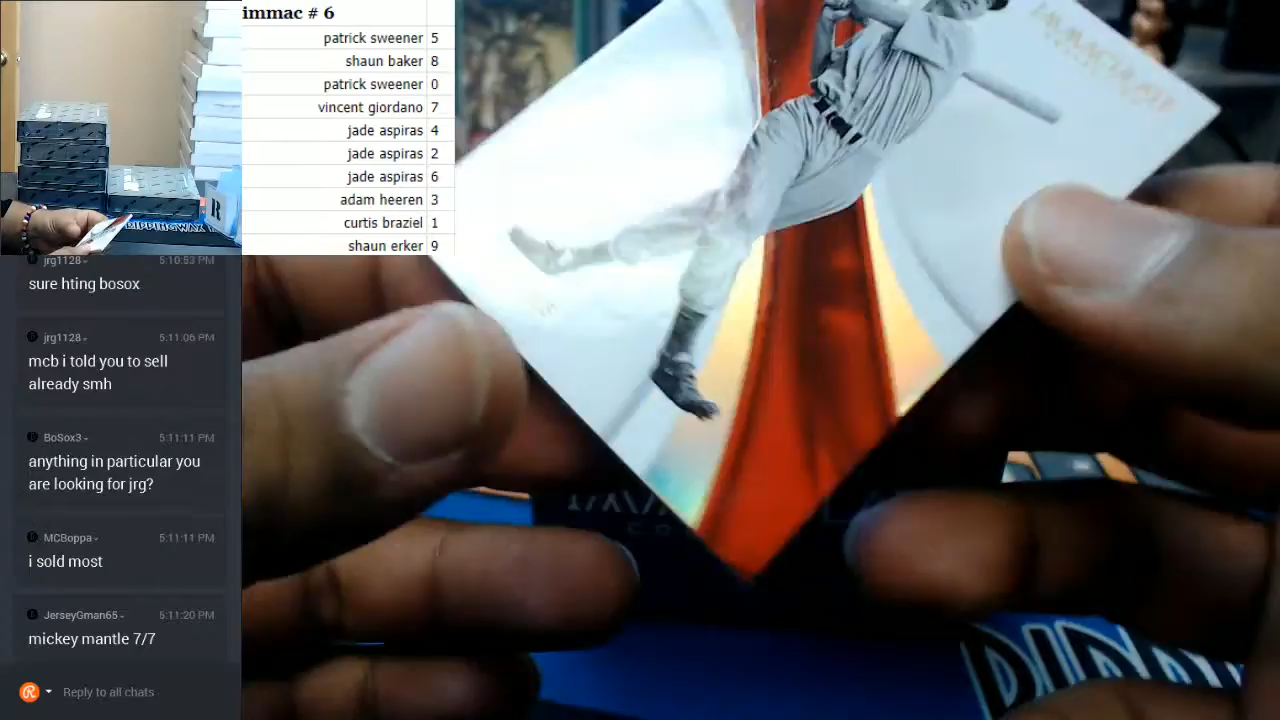 immac # 6
patrick sweener 5
shaun baker 8
patrick sweener 0
vincent giordano 7
jade aspiras 4
jade aspiras 2
jade aspiras 6
adam heeren 3
curtis braziel 1
shaun erker 9
jrg1128 5:10:53 PM
sure hting bosox
jrg1128 5:11:06 PM
mcb i told you to sell
already smh
BoSox3 5:11:11 PM
anything in particular you
are looking for jrg?
MCBoppa 5:11:11 PM
i sold most
JerseyGman65 5:11:20 PM
mickey mantle 7/7
Reply to all chats
IMMACULATE
R